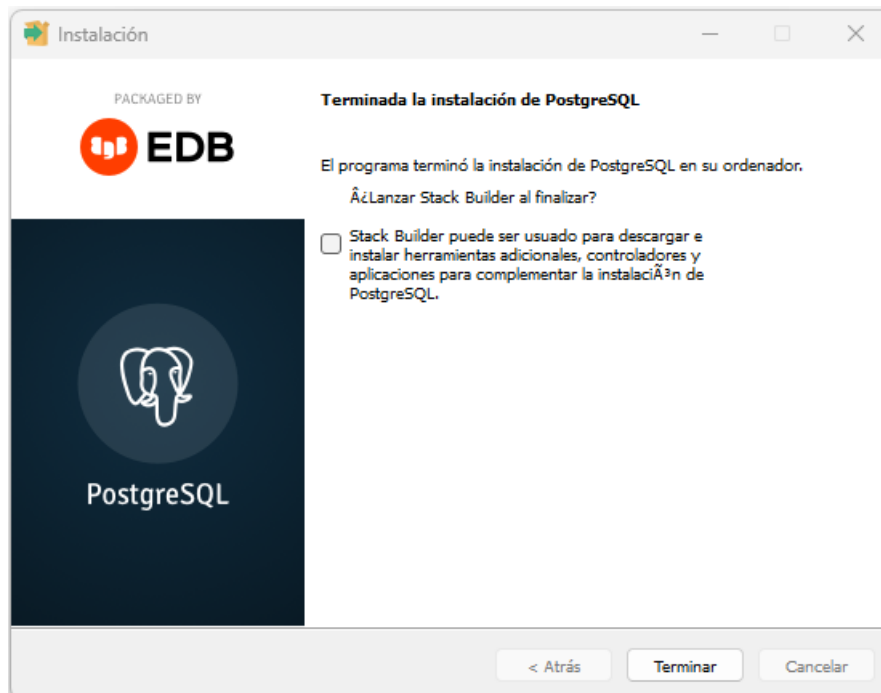 Instalación
PACKAGED BY
EDB
PostgreSQL
Terminada la instalación de PostgreSQL
El programa terminó la instalación de PostgreSQL en su ordenador.
Â¿Lanzar Stack Builder al finalizar?
Stack Builder puede ser usado para descargar e
instalar herramientas adicionales, controladores y
aplicaciones para complementar la instalaciÃ³n de
PostgreSQL.
< Atrás
Terminar
Cancelar